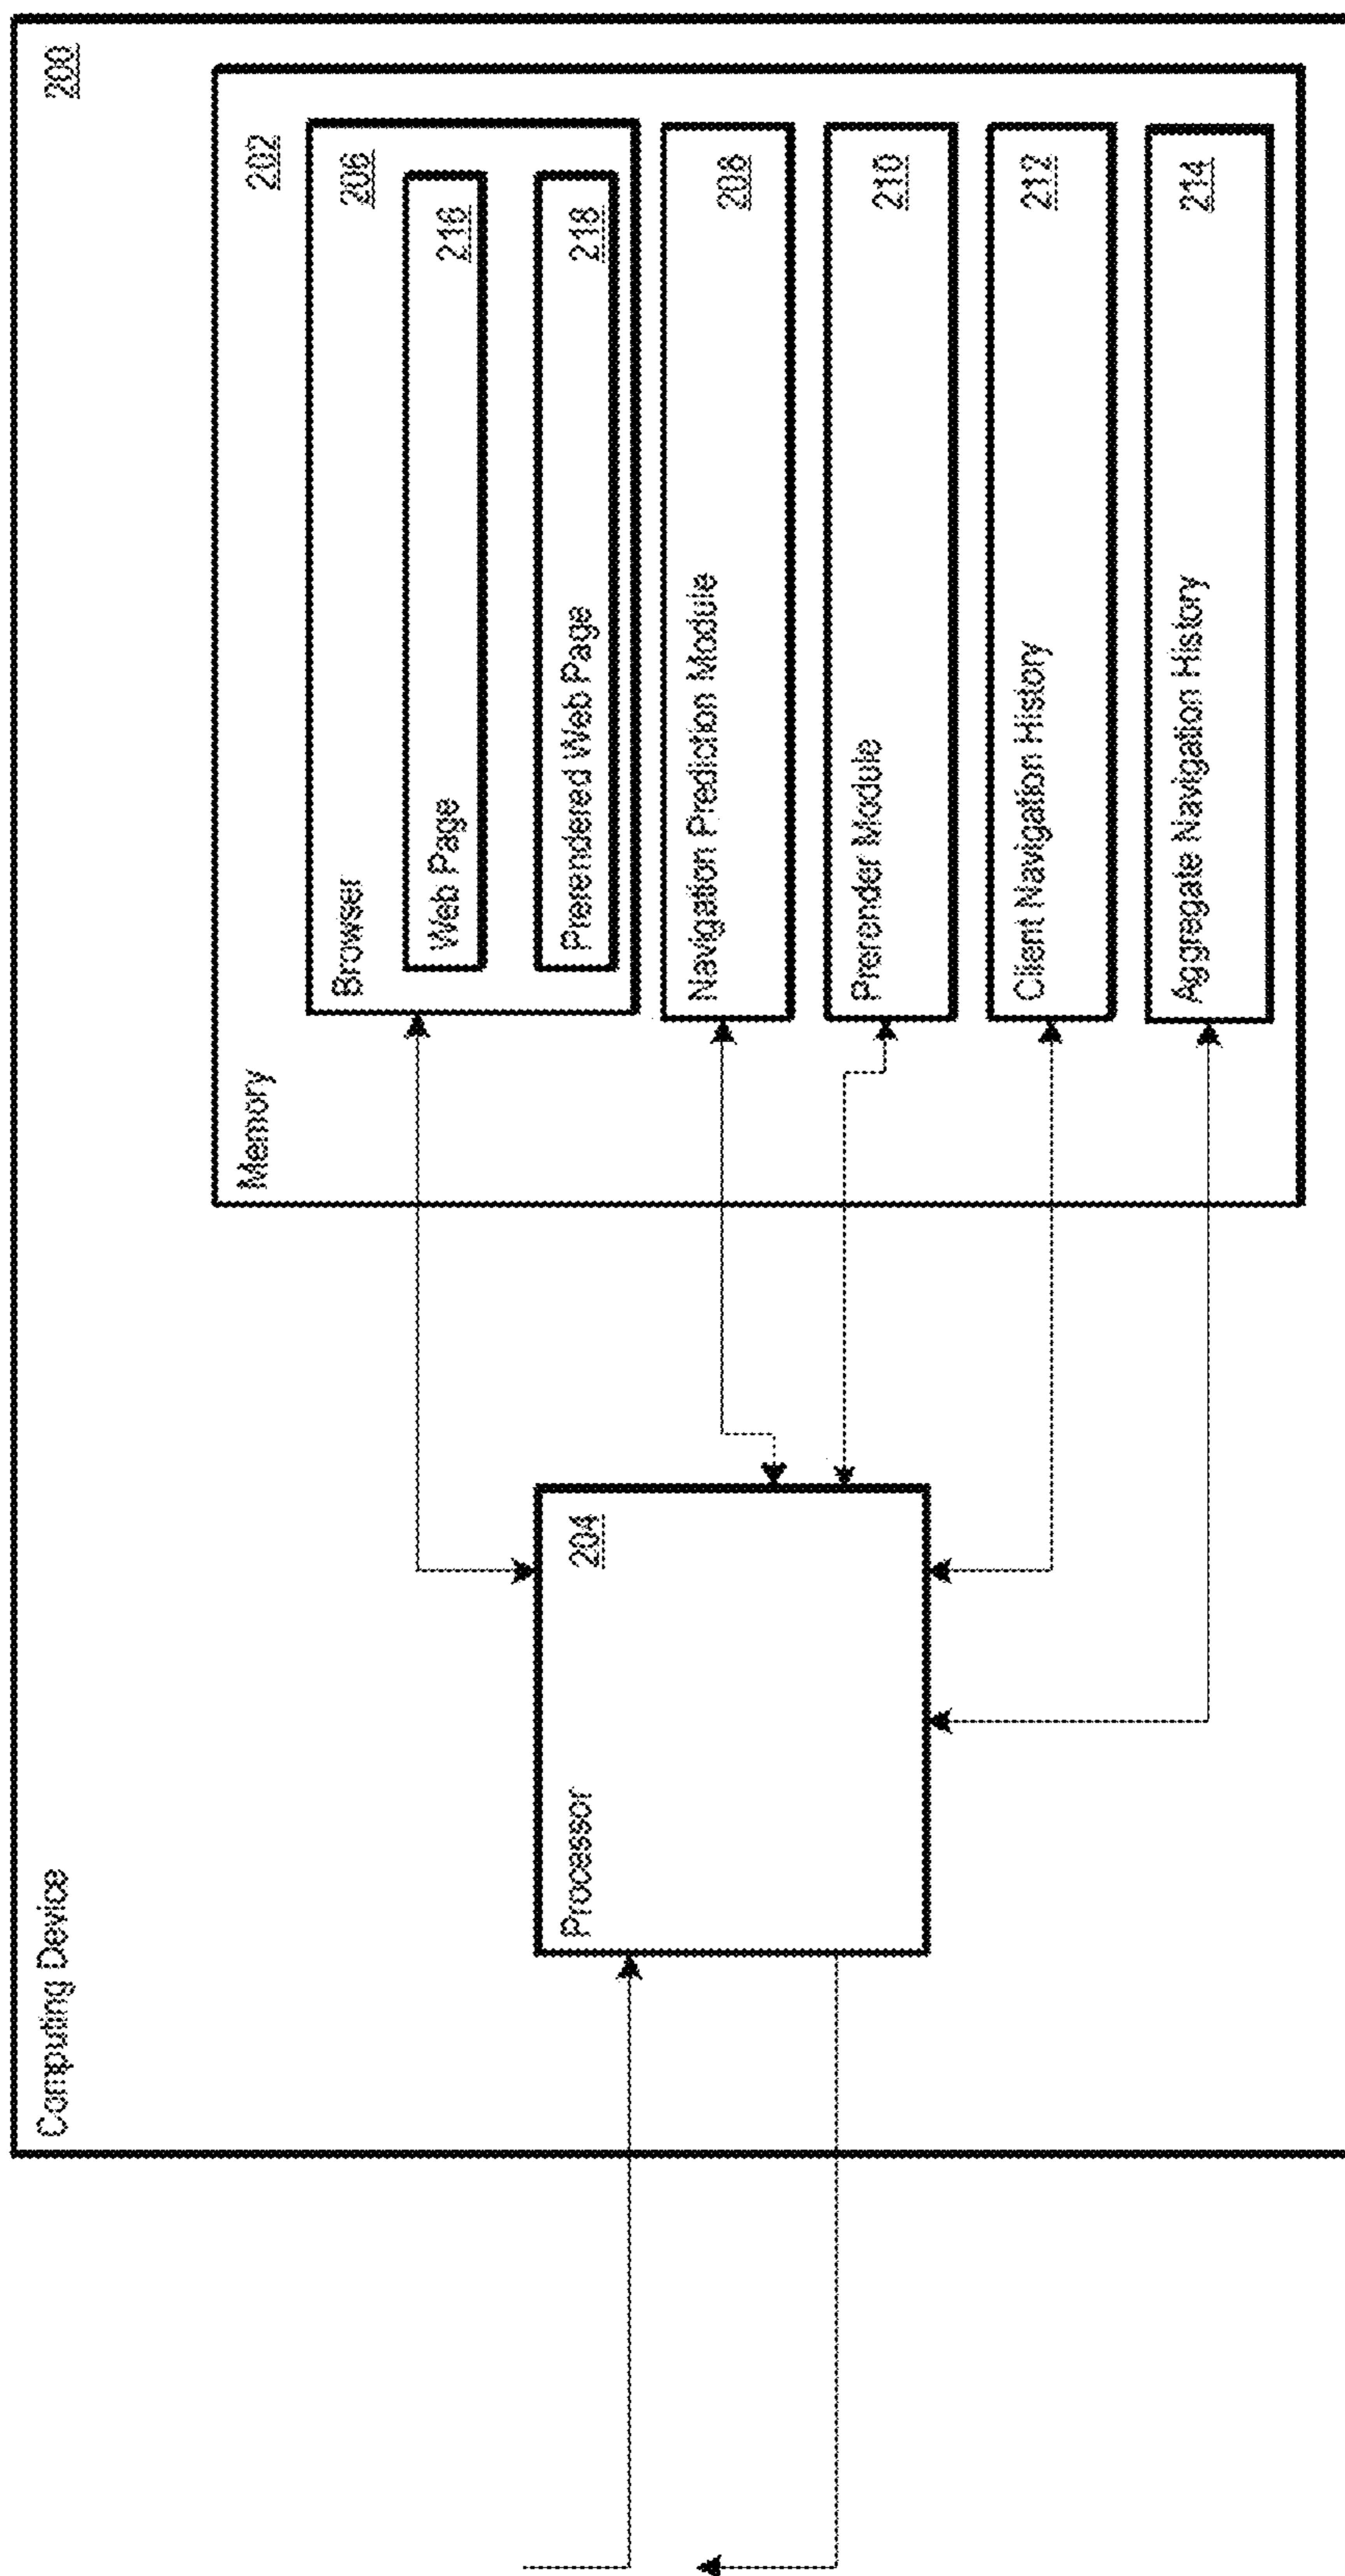 Computing Device
200
Memory
202
Browser
206
Web Page
216
Prerendered Web Page
218
Processor
204
Navigation Prediction Module
208
Prerender Module
210
Client Navigation History
212
Aggregate Navigation History
214